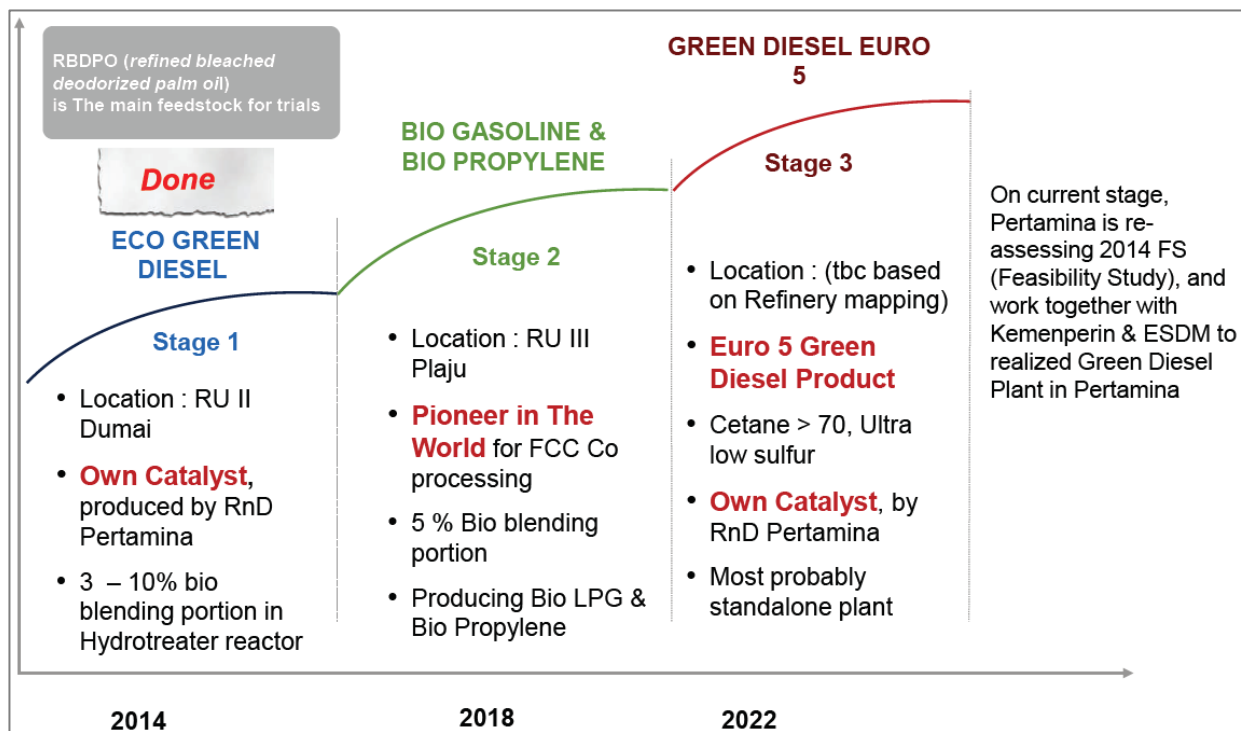 RBDPO (refined bleached
deodorized palm oil)
is The main feedstock for trials
Done
ECO GREEN
DIESEL
Stage 1
• Location : RU II
Dumai
• Own Catalyst,
produced by RnD
Pertamina
• 3 – 10% bio
blending portion in
Hydrotreater reactor
BIO GASOLINE &
BIO PROPYLENE
Stage 2
• Location : RU III
Plaju
• Pioneer in The
World for FCC Co
processing
• 5 % Bio blending
portion
• Producing Bio LPG &
Bio Propylene
GREEN DIESEL EURO
5
Stage 3
• Location : (tbc based
on Refinery mapping)
• Euro 5 Green
Diesel Product
• Cetane > 70, Ultra
low sulfur
• Own Catalyst, by
RnD Pertamina
• Most probably
standalone plant
On current stage,
Pertamina is re-
assessing 2014 FS
(Feasibility Study), and
work together with
Kemenperin & ESDM to
realized Green Diesel
Plant in Pertamina
2014
2018
2022